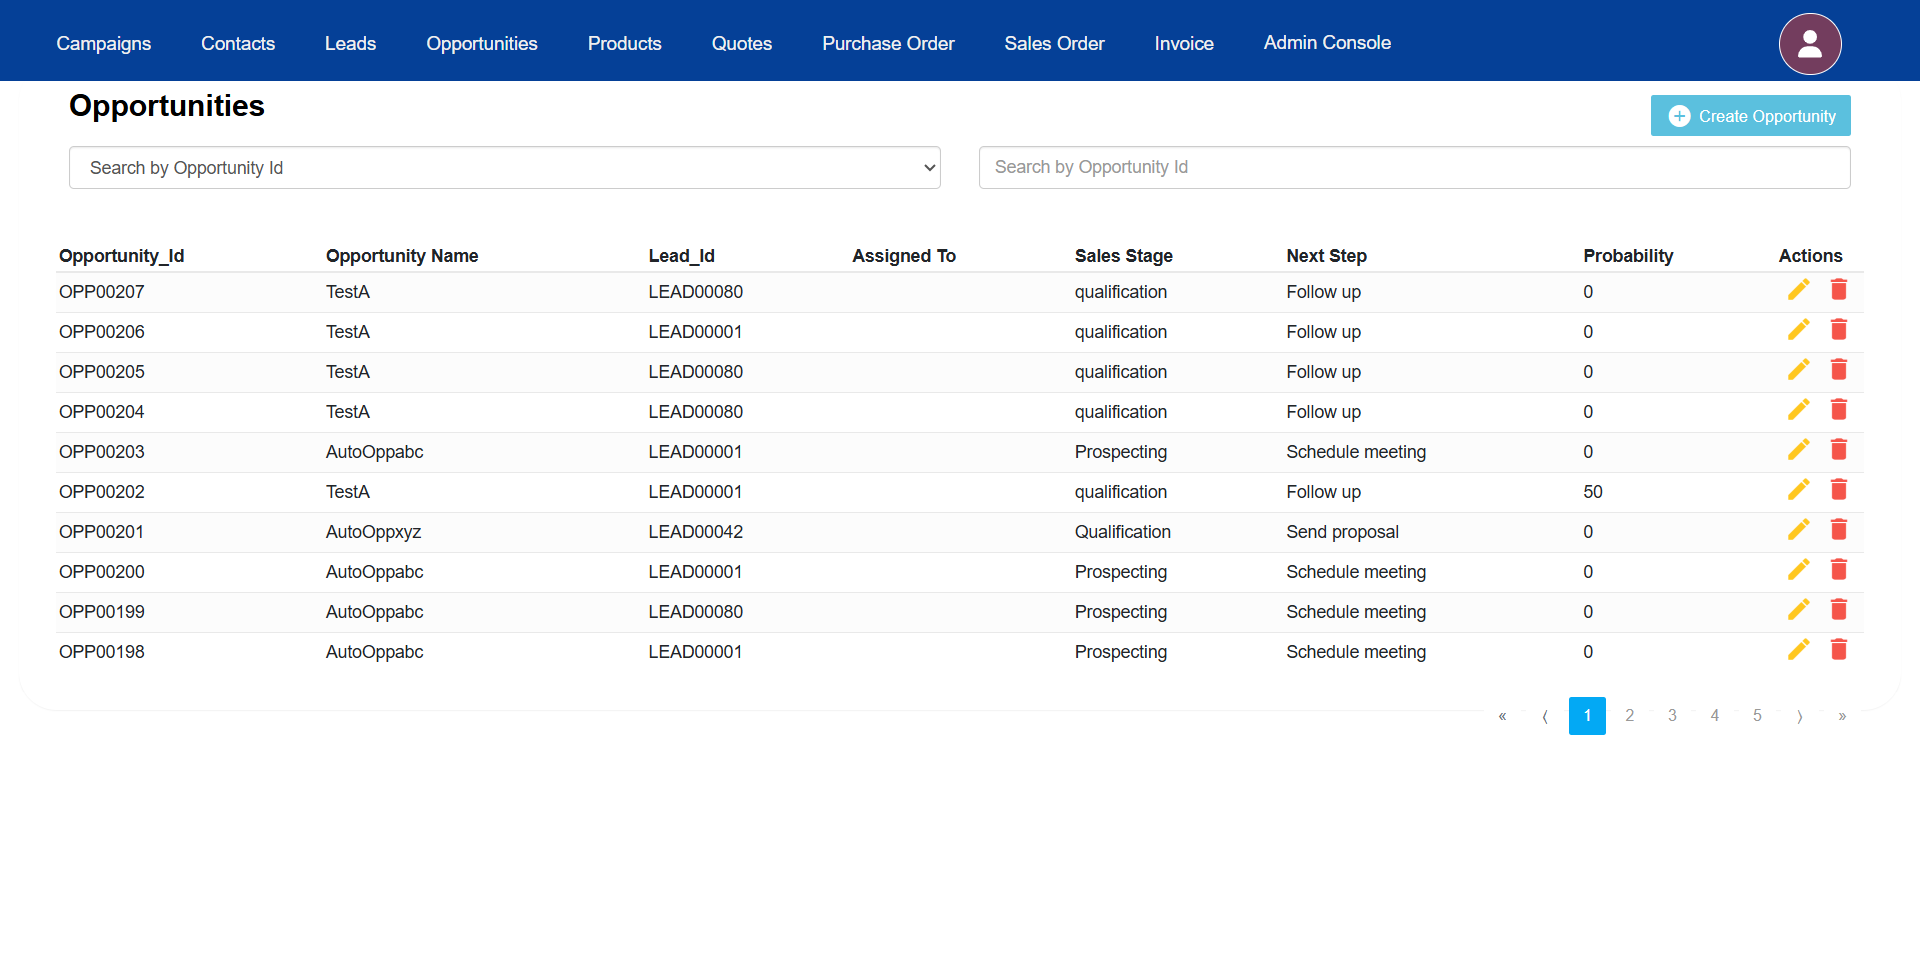 Campaigns Contacts Leads Opportunities Products Quotes Purchase Order Sales Order Invoice Admin Console
Opportunities
Create Opportunity
Search by Opportunity Id Search by Opportunity Id
Opportunity_Id Opportunity Name Lead_Id Assigned To Sales Stage Next Step Probability Actions
OPP00207 TestA LEAD00080 qualification Follow up 0
OPP00206 TestA LEAD00001 qualification Follow up 0
OPP00205 TestA LEAD00080 qualification Follow up 0
OPP00204 TestA LEAD00080 qualification Follow up 0
OPP00203 AutoOppabc LEAD00001 Prospecting Schedule meeting 0
OPP00202 TestA LEAD00001 qualification Follow up 50
OPP00201 AutoOppxyz LEAD00042 Qualification Send proposal 0
OPP00200 AutoOppabc LEAD00001 Prospecting Schedule meeting 0
OPP00199 AutoOppabc LEAD00080 Prospecting Schedule meeting 0
OPP00198 AutoOppabc LEAD00001 Prospecting Schedule meeting 0
« ⟨ 1 2 3 4 5 ⟩ »